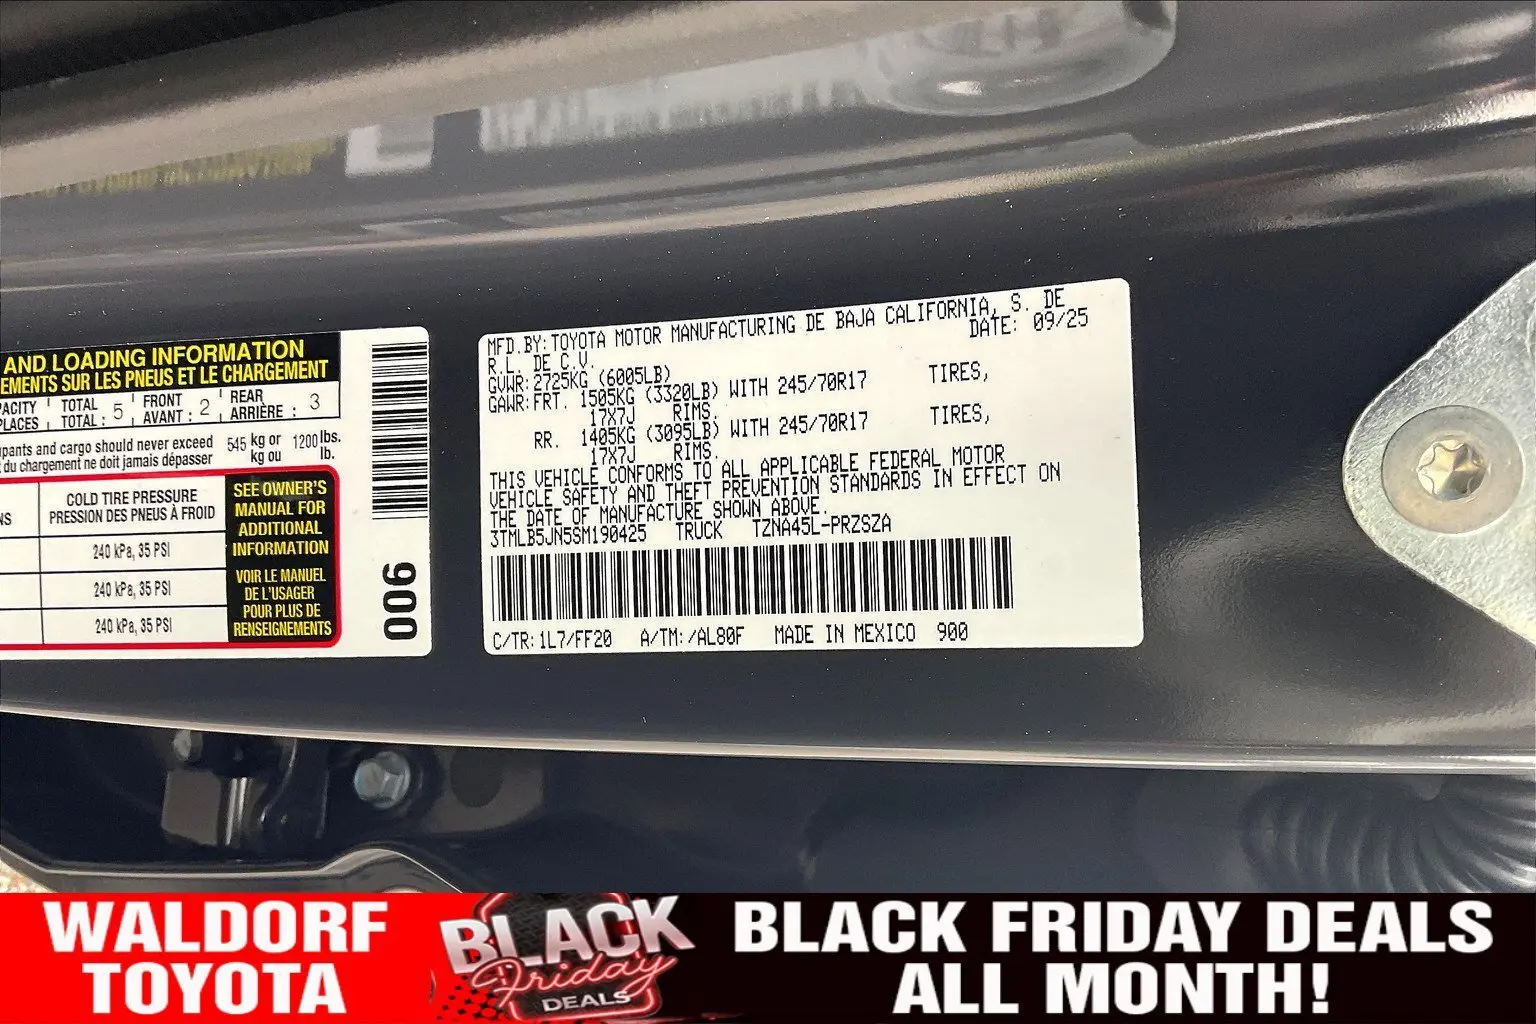 AND LOADING INFORMATION
EMENTS SUR LES PNEUS ET LE CHARGEMENT
ACITY TOTAL FRONT REAR
PLACES TOTAL : 5 AVANT : 2 ARRIÈRE : 3
upants and cargo should never exceed 545 kg or 1200 lbs.
t du chargement ne doit jamais dépasser kg ou lb.
NS
COLD TIRE PRESSURE
PRESSION DES PNEUS À FROID
240 kPa, 35 PSI
240 kPa, 35 PSI
240 kPa, 35 PSI
SEE OWNER'S
MANUAL FOR
ADDITIONAL
INFORMATION
VOIR LE MANUEL
DE L'USAGER
POUR PLUS DE
RENSEIGNEMENTS
900
MFD.BY:TOYOTA MOTOR MANUFACTURING DE BAJA CALIFORNIA, S. DE
R.L. DE C.V. DATE: 09/25
GVWR:2725KG (6005LB)
GAWR:FRT. 1505KG (3320LB) WITH 245/70R17 TIRES,
17X7J RIMS.
RR. 1405KG (3095LB) WITH 245/70R17 TIRES,
17X7J RIMS.
THIS VEHICLE CONFORMS TO ALL APPLICABLE FEDERAL MOTOR
VEHICLE SAFETY AND THEFT PREVENTION STANDARDS IN EFFECT ON
THE DATE OF MANUFACTURE SHOWN ABOVE.
3TMLB5JN5SM190425 TRUCK TZNA45L-PRZSZA
C/TR:1L7/FF20 A/TM:/AL80F MADE IN MEXICO 900
WALDORF
TOYOTA
BLACK
Friday
DEALS
BLACK FRIDAY DEALS
ALL MONTH!